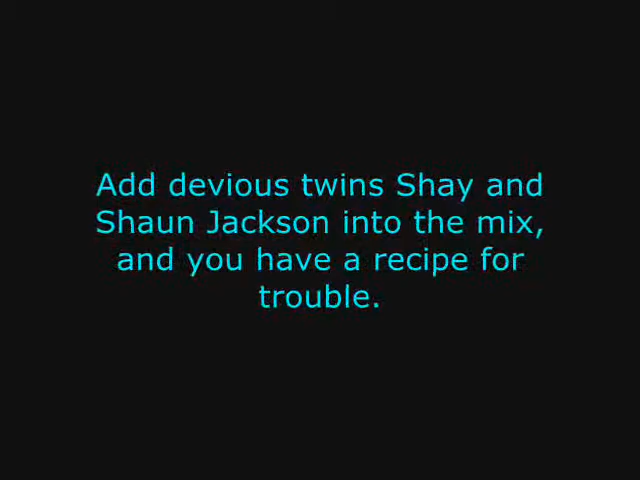 Add devious twins Shay and
Shaun Jackson into the mix,
and you have a recipe for
trouble.